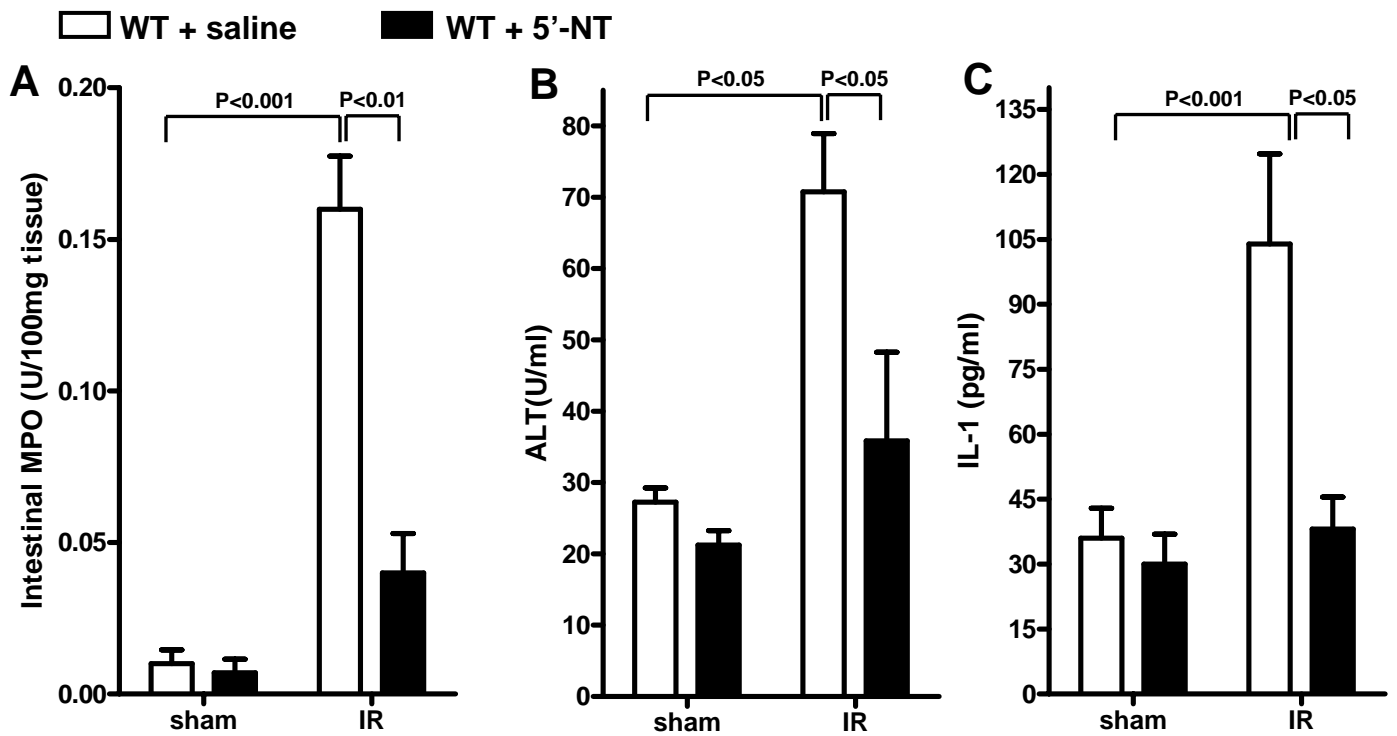 WT + saline
WT + 5’-NT
A
Intestinal MPO (U/100mg tissue)
0.20
0.15
0.10
0.05
0.00
P<0.001
P<0.01
sham
IR
B
ALT(U/ml)
80
70
60
50
40
30
20
10
0
P<0.05
P<0.05
sham
IR
C
IL-1 (pg/ml)
135
120
105
90
75
60
45
30
15
0
P<0.001
P<0.05
sham
IR